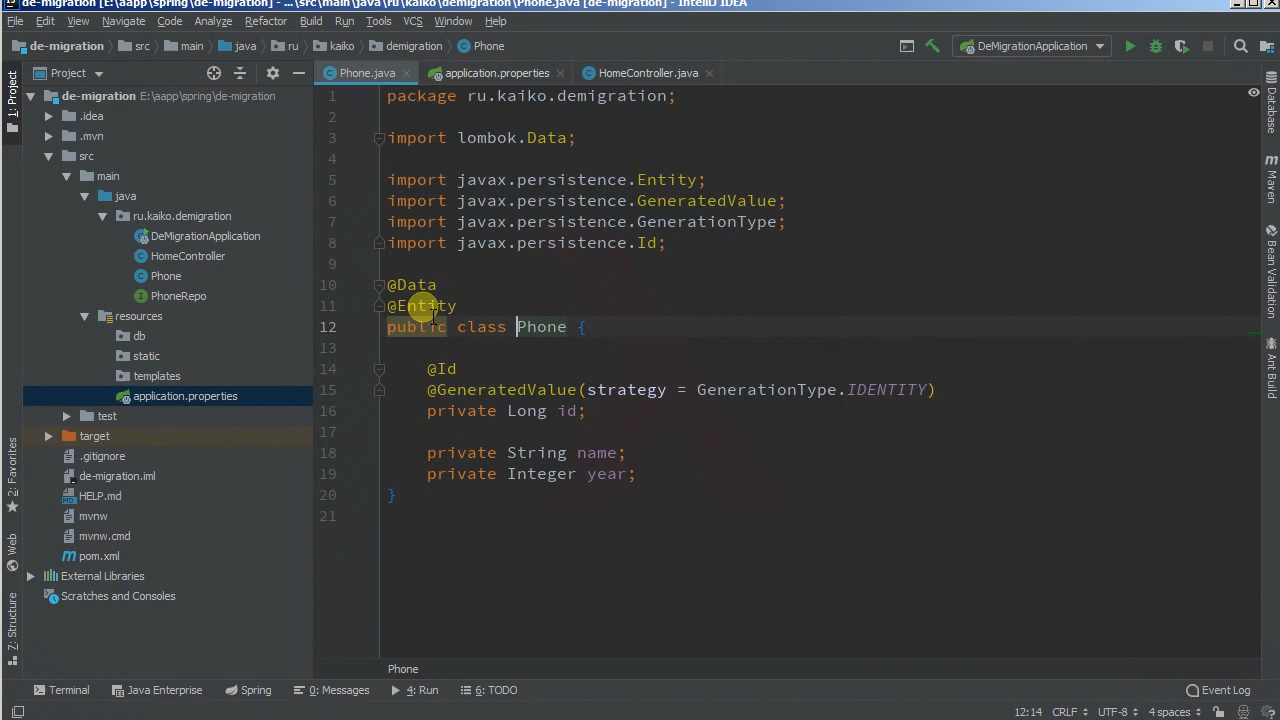 de-migration [E:\aapp\spring\de-migration] - ...\src\main\java\ru\kaiko\demigration\Phone.java [de-migration] - IntelliJ IDEA
File Edit View Navigate Code Analyze Refactor Build Run Tools VCS Window Help
de-migration src main java ru kaiko demigration Phone DeMigrationApplication
Project Phone.java application.properties HomeController.java
1: Project
de-migration E:\aapp\spring\de-migration
.idea
.mvn
src
main
java
ru.kaiko.demigration
DeMigrationApplication
HomeController
Phone
PhoneRepo
resources
db
static
templates
application.properties
test
target
.gitignore
de-migration.iml
HELP.md
mvnw
mvnw.cmd
pom.xml
External Libraries
Scratches and Consoles
2: Favorites
Web
7: Structure
1 package ru.kaiko.demigration;
2
3 import lombok.Data;
4
5 import javax.persistence.Entity;
6 import javax.persistence.GeneratedValue;
7 import javax.persistence.GenerationType;
8 import javax.persistence.Id;
9
10 @Data
11 @Entity
12 public class Phone {
13
14 @Id
15 @GeneratedValue(strategy = GenerationType.IDENTITY)
16 private Long id;
17
18 private String name;
19 private Integer year;
20 }
21
Phone
Database
m Maven
Bean Validation
Ant Build
Terminal Java Enterprise Spring 0: Messages 4: Run 6: TODO Event Log
12:14 CRLF UTF-8 4 spaces